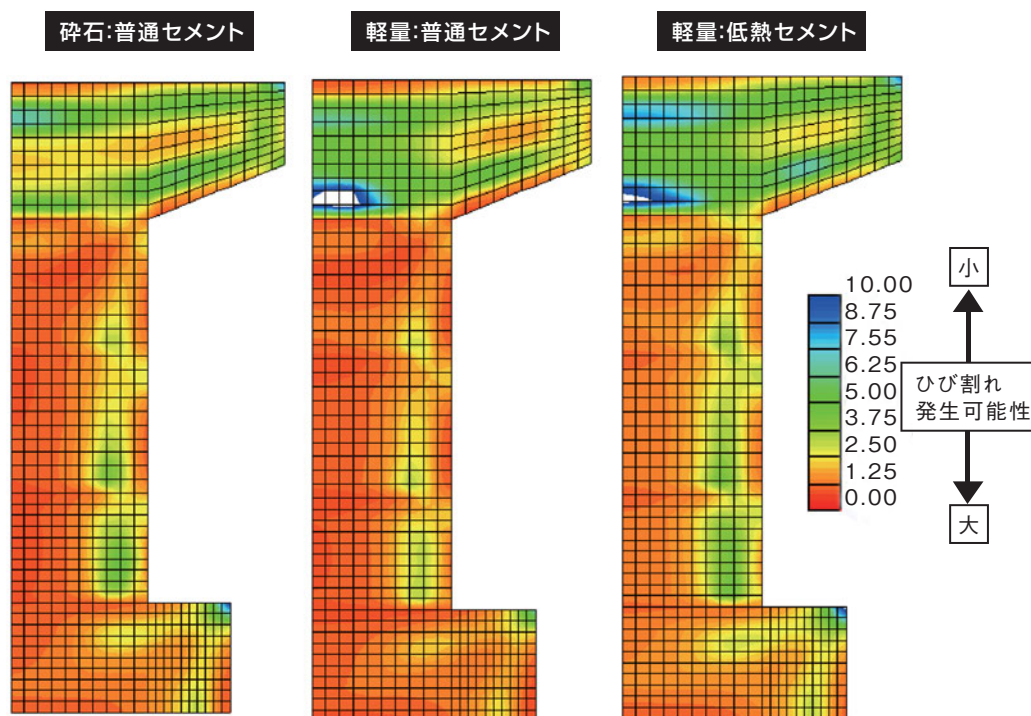 砕石:普通セメント
軽量:普通セメント
軽量:低熱セメント
10.00
8.75
7.55
6.25
5.00
3.75
2.50
1.25
0.00
小
ひび割れ
発生可能性
大